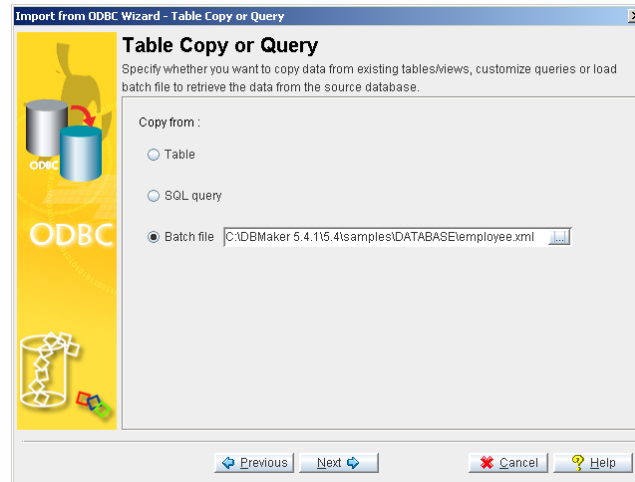 Import from ODBC Wizard - Table Copy or Query
Table Copy or Query
Specify whether you want to copy data from existing tables/views, customize queries or load
batch file to retrieve the data from the source database.
Copy from :
Table
SQL query
Batch file C:\DBMaker 5.4.1\5.4\samples\DATABASE\employee.xml ...
ODBC
ODBC
Previous Next Cancel Help